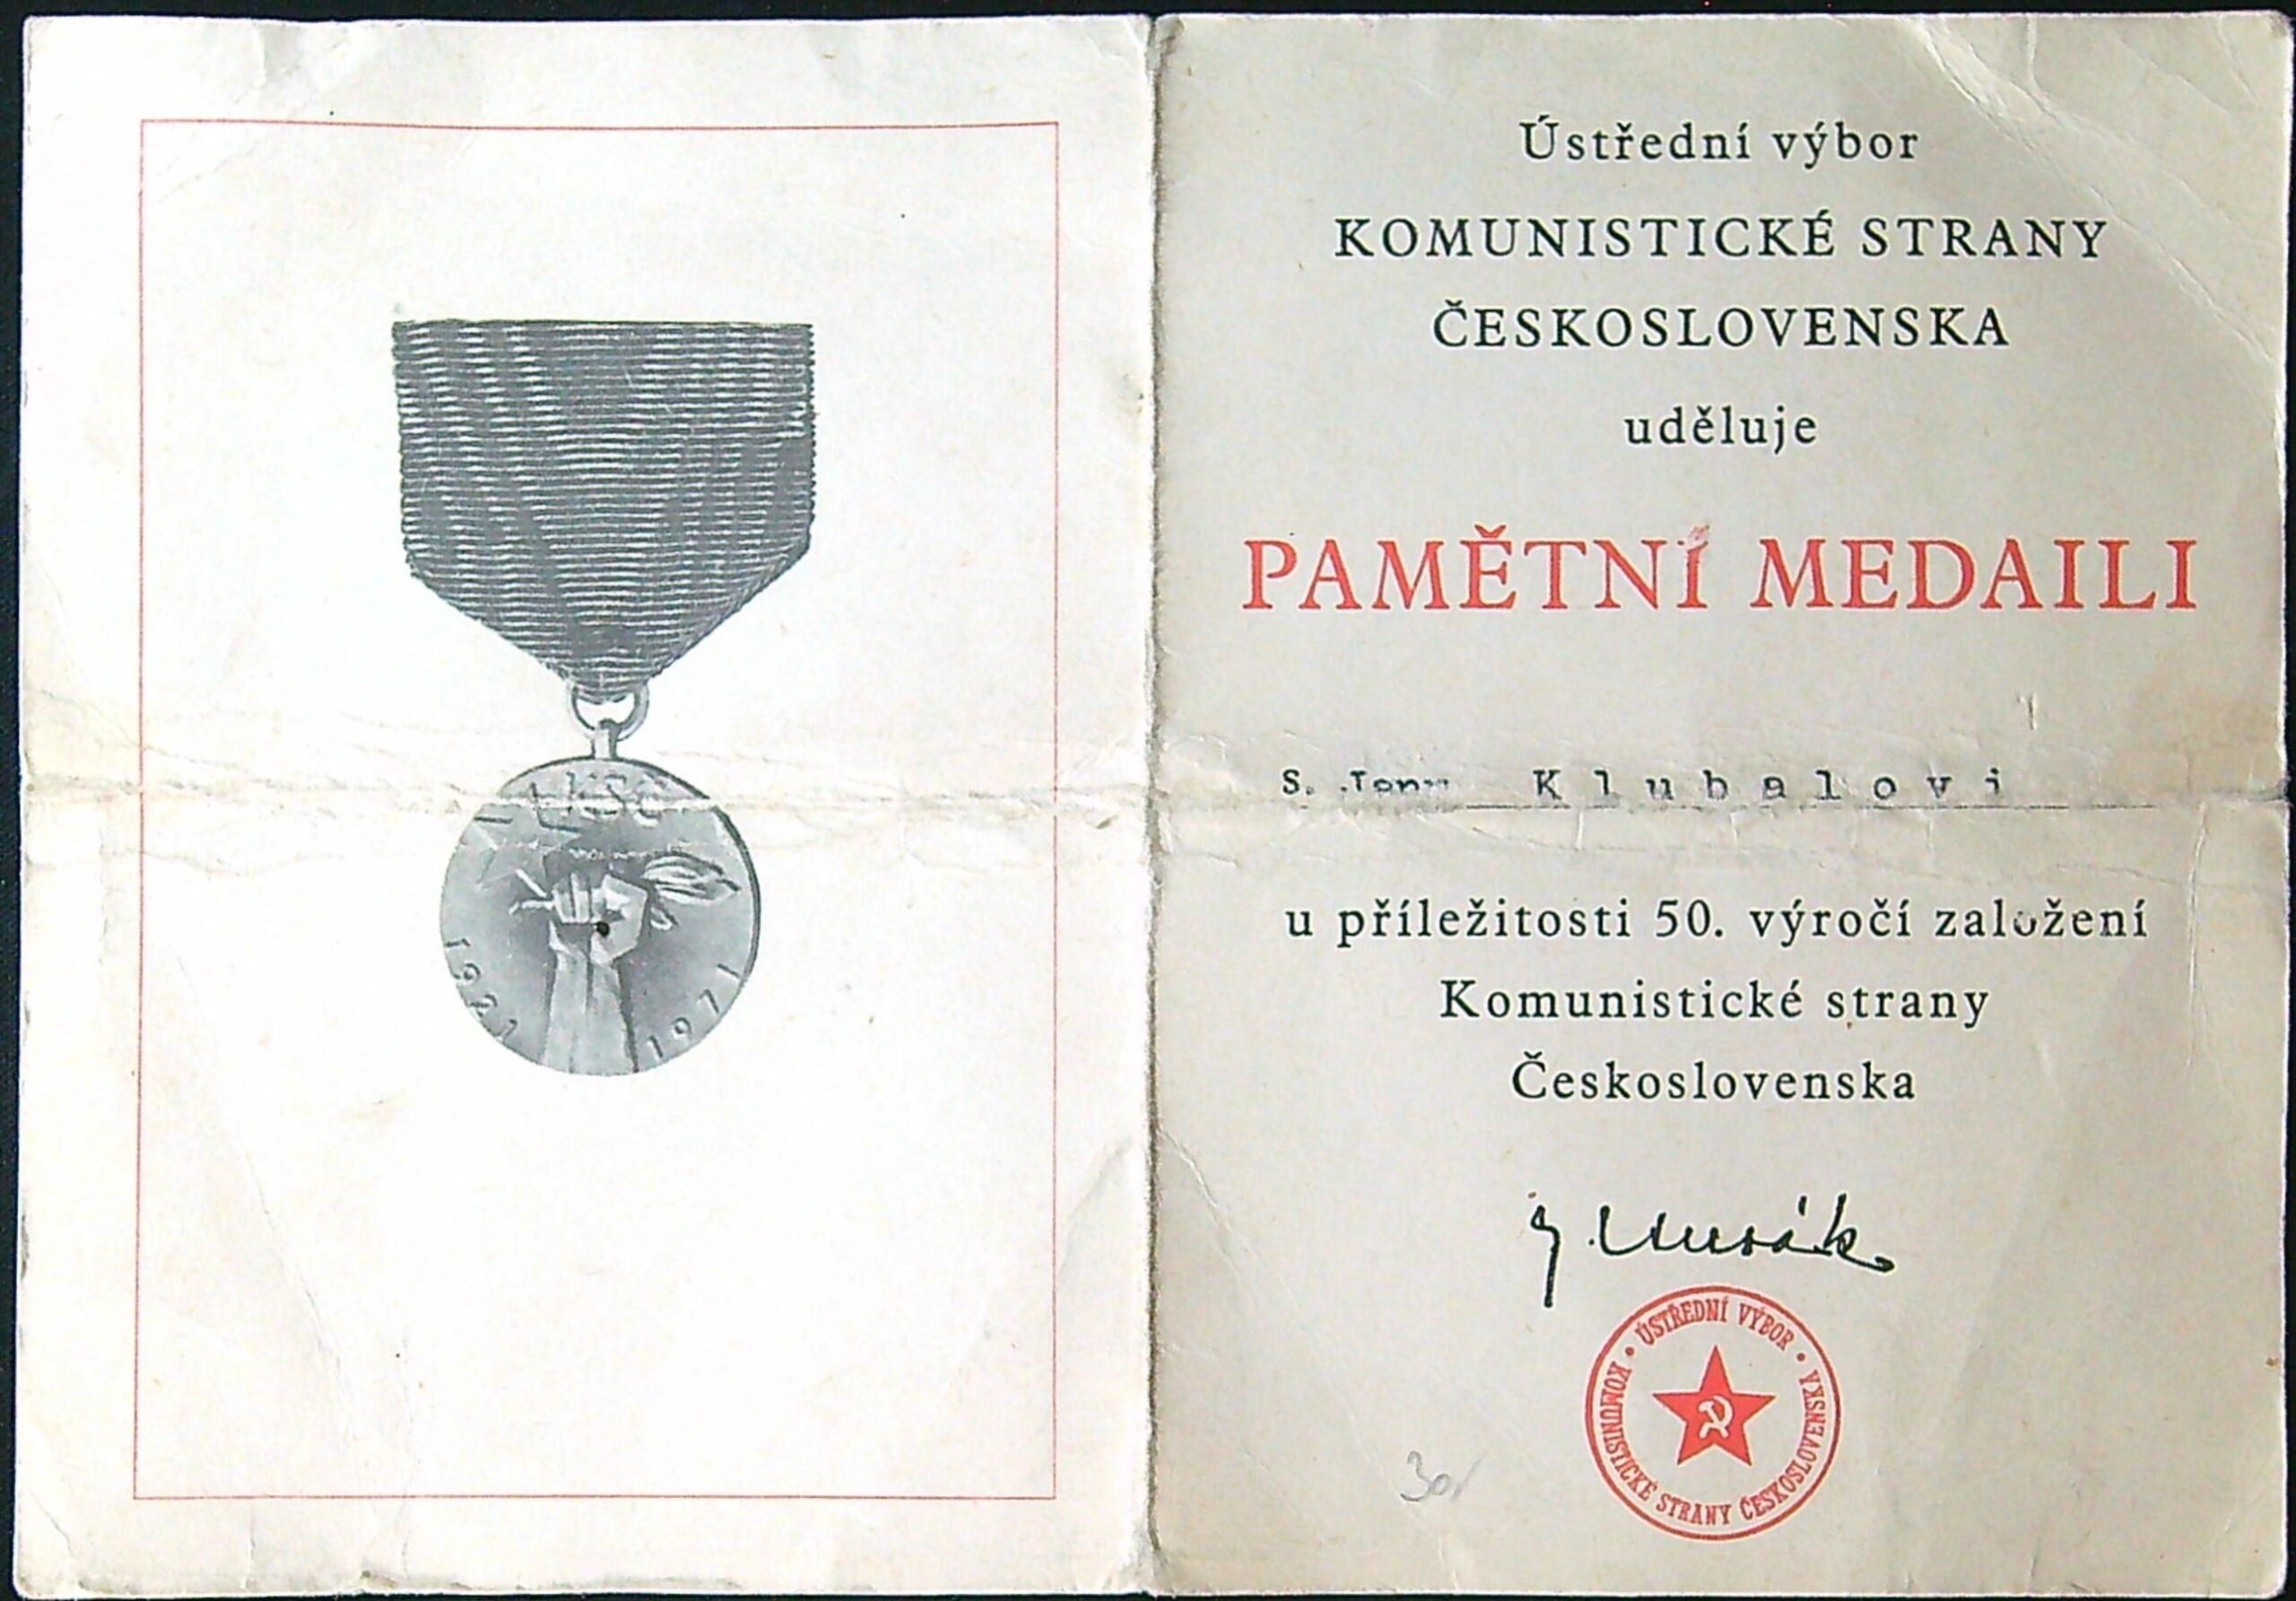 KSČ
1921 1971
Ústřední výbor
KOMUNISTICKÉ STRANY
ČESKOSLOVENSKA
uděluje
PAMĚTNÍ MEDAILI
S. Klubalovi
u příležitosti 50. výročí založení
Komunistické strany
Československa
G. Husák
• ÚSTŘEDNÍ VÝBOR • KOMUNISTICKÉ STRANY ČESKOSLOVENSKA